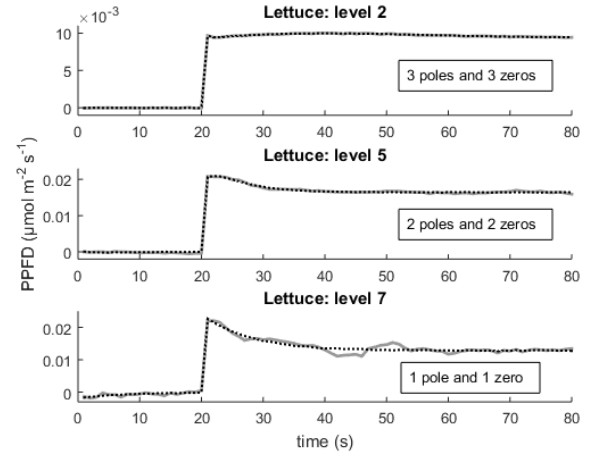 Lettuce: level 2
× 10⁻³
10
5
0
3 poles and 3 zeros
0 10 20 30 40 50 60 70 80
Lettuce: level 5
0.02
0.01
0
2 poles and 2 zeros
0 10 20 30 40 50 60 70 80
PPFD (μmol m⁻² s⁻¹)
Lettuce: level 7
0.02
0.01
0
1 pole and 1 zero
0 10 20 30 40 50 60 70 80
time (s)